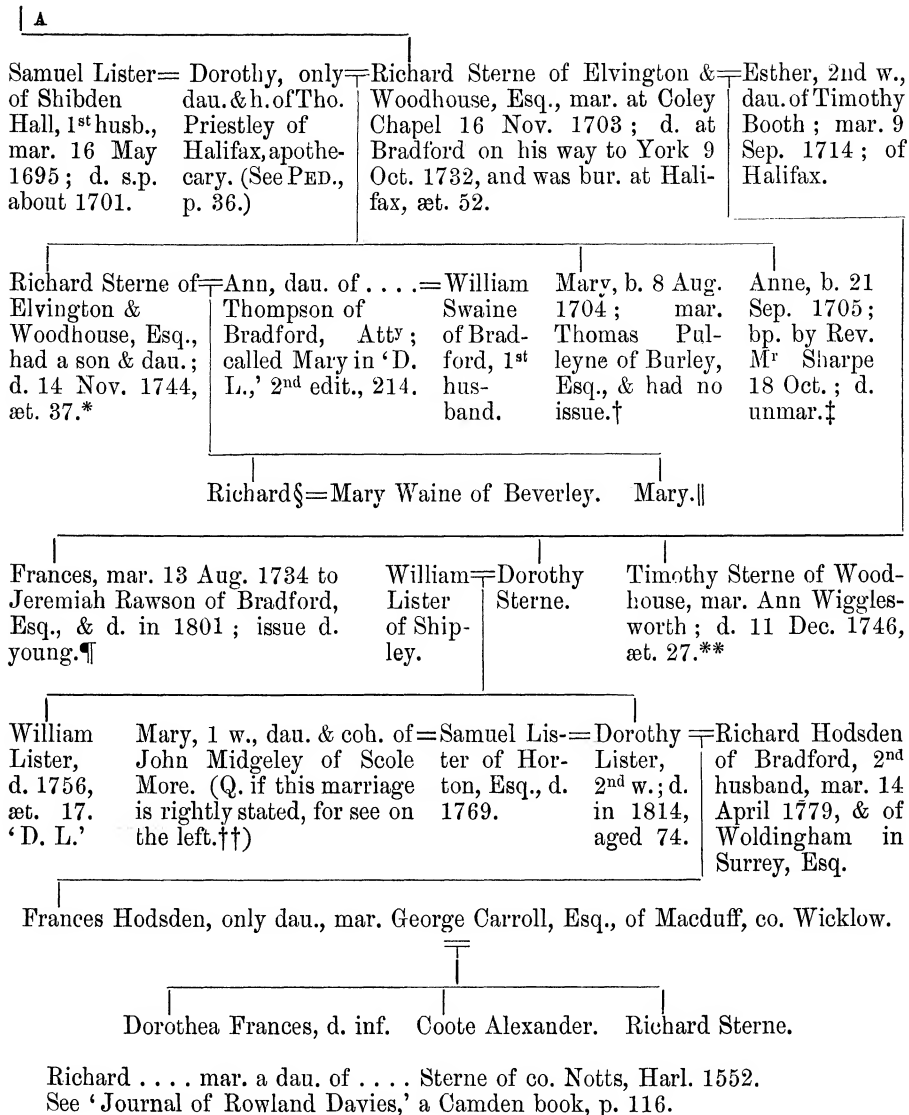 A
Samuel Lister=
of Shibden
Hall, 1st husb.,
mar. 16 May
1695; d. s.p.
about 1701.
Dorothy, only
dau. & h. of Tho.
Priestley of
Halifax, apothe-
cary. (See PED.,
p. 36.)
=Richard Sterne of Elvington &
Woodhouse, Esq., mar. at Coley
Chapel 16 Nov. 1703; d. at
Bradford on his way to York 9
Oct. 1732, and was bur. at Hali-
fax, æt. 52.
=Esther, 2nd w.,
dau. of Timothy
Booth; mar. 9
Sep. 1714; of
Halifax.
Richard Sterne of
Elvington &
Woodhouse, Esq.,
had a son & dau.;
d. 14 Nov. 1744,
æt. 37.*
=Ann, dau. of . . . .
Thompson of
Bradford, Atty;
called Mary in ‘D.
L.,’ 2nd edit., 214.
=William
Swaine
of Brad-
ford, 1st
hus-
band.
Mary, b. 8 Aug.
1704; mar.
Thomas Pul-
leyne of Burley,
Esq., & had no
issue.†
Anne, b. 21
Sep. 1705;
bp. by Rev.
Mr Sharpe
18 Oct.; d.
unmar.‡
Richard§=Mary Waine of Beverley. Mary.‖
Frances, mar. 13 Aug. 1734 to
Jeremiah Rawson of Bradford,
Esq., & d. in 1801; issue d.
young.¶
William
Lister
of Ship-
ley.
=Dorothy
Sterne.
Timothy Sterne of Wood-
house, mar. Ann Wiggles-
worth; d. 11 Dec. 1746,
æt. 27.**
William
Lister,
d. 1756,
æt. 17.
‘D. L.’
Mary, 1 w., dau. & coh. of
John Midgeley of Scole
More. (Q. if this marriage
is rightly stated, for see on
the left.††)
=Samuel Lis-
ter of Hor-
ton, Esq., d.
1769.
=Dorothy
Lister,
2nd w.; d.
in 1814,
aged 74.
=Richard Hodsden
of Bradford, 2nd
husband, mar. 14
April 1779, & of
Woldingham in
Surrey, Esq.
Frances Hodsden, only dau., mar. George Carroll, Esq., of Macduff, co. Wicklow.
=
Dorothea Frances, d. inf. Coote Alexander. Richard Sterne.
Richard . . . . mar. a dau. of . . . . Sterne of co. Notts, Harl. 1552.
See ‘Journal of Rowland Davies,’ a Camden book, p. 116.